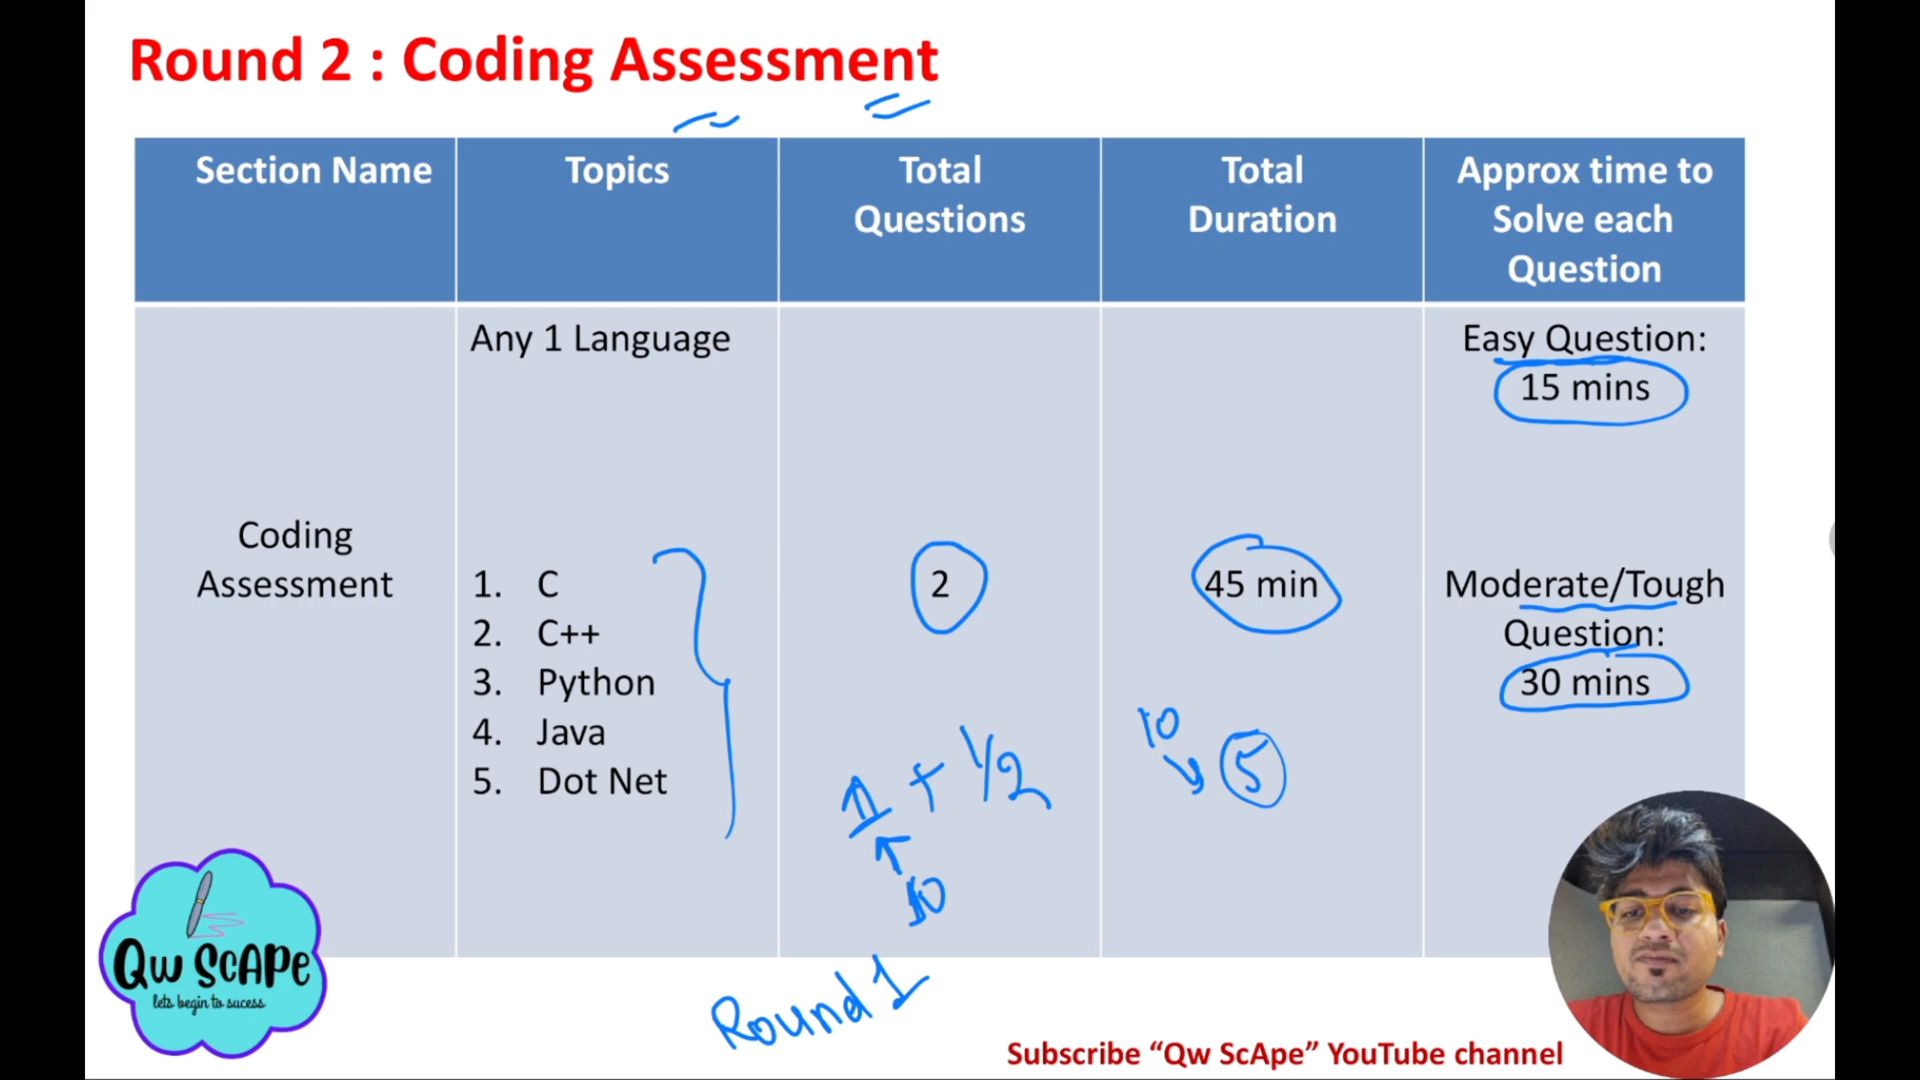 Round 2 : Coding Assessment
Section Name
Topics
Total
Questions
Total
Duration
Approx time to
Solve each
Question
Coding
Assessment
Any 1 Language
1. C
2. C++
3. Python
4. Java
5. Dot Net
2
45 min
Easy Question:
15 mins
Moderate/Tough
Question:
30 mins
+ 1/2
10
10
5
Round 1
Qw ScAPe
lets begin to sucess
Subscribe “Qw ScApe” YouTube channel